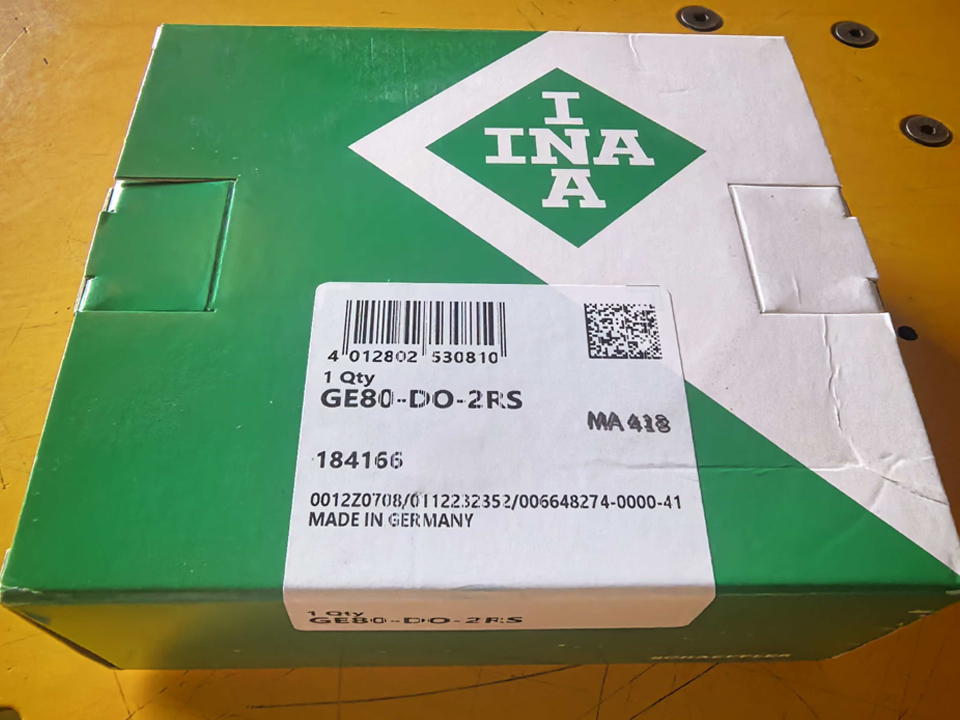 I
INA
A
4 012802 530810
1 Qty
GE80-DO-2RS
MA 418
184166
0012Z0708/0112232352/006648274-0000-41
MADE IN GERMANY
1 Qty
GE80-DO-2RS
SCHAEFFLER